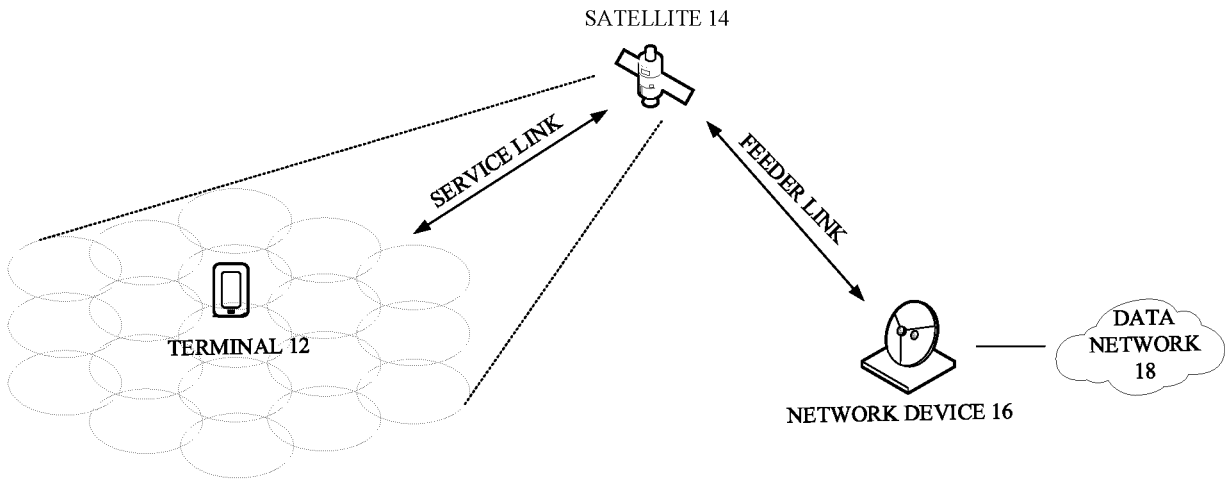 SATELLITE 14
SERVICE LINK
FEEDER LINK
TERMINAL 12
DATA
NETWORK
18
NETWORK DEVICE 16